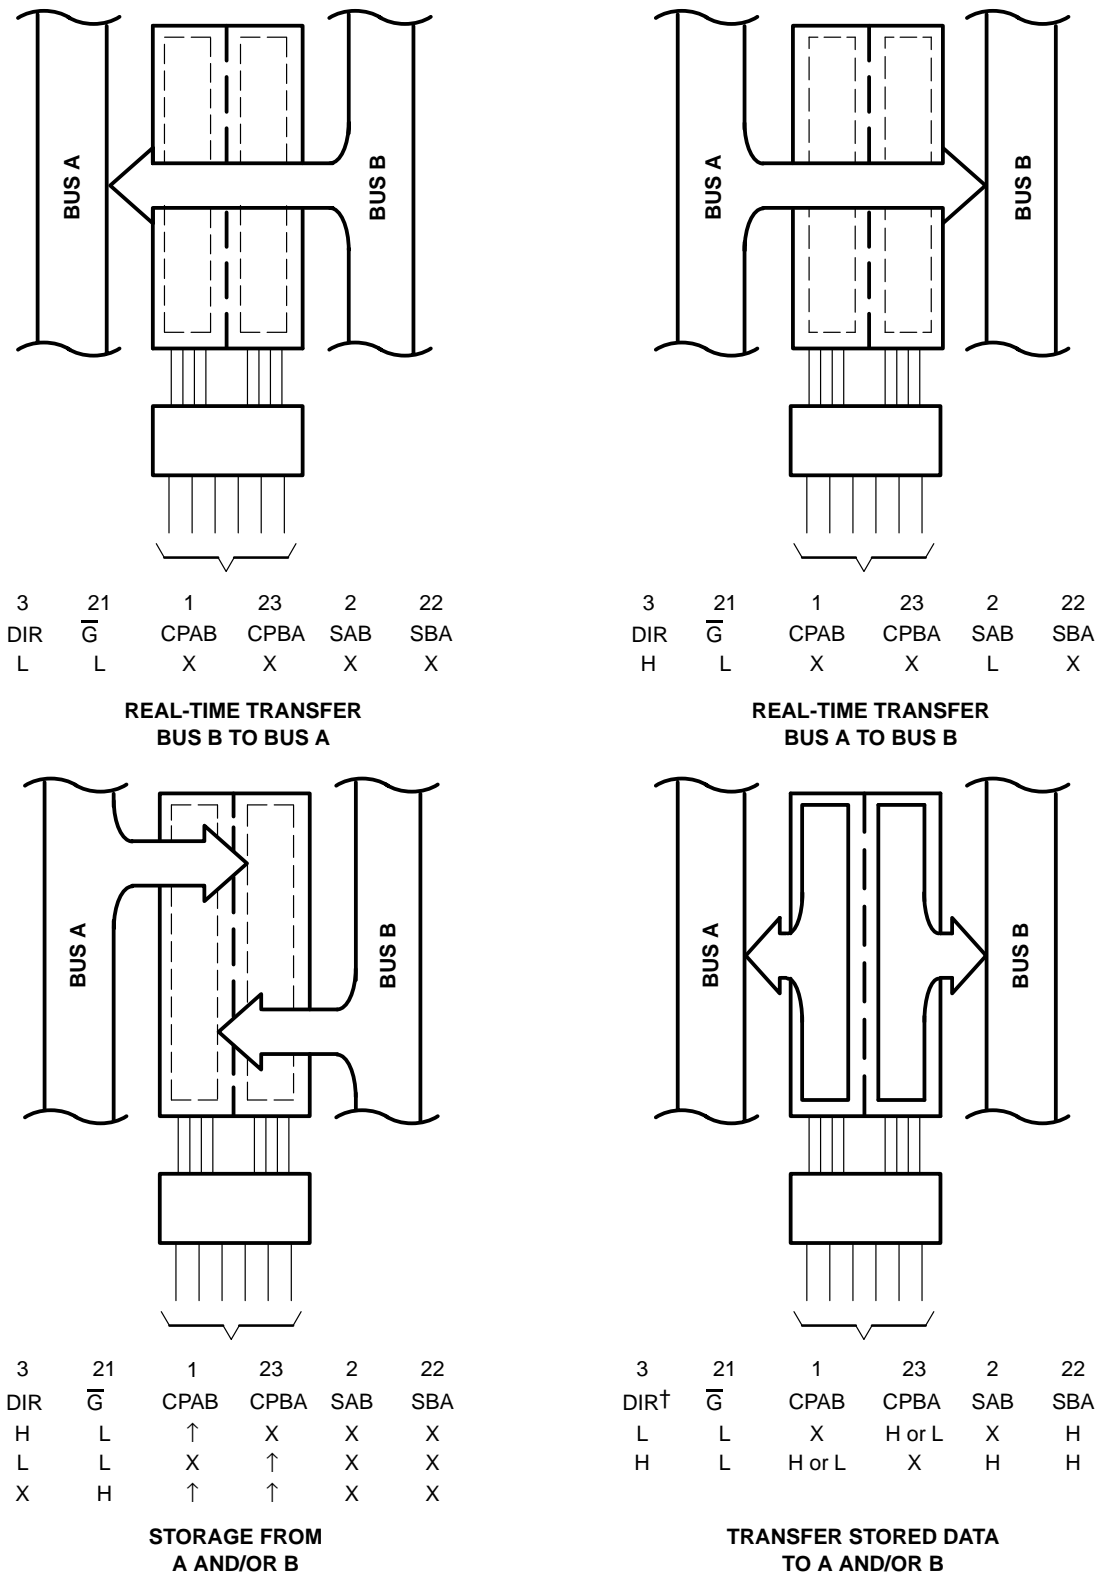 BUS A
BUS B
3 21 1 23 2 22
DIR G̅ CPAB CPBA SAB SBA
L L X X X X
REAL-TIME TRANSFER
BUS B TO BUS A
BUS A
BUS B
3 21 1 23 2 22
DIR G̅ CPAB CPBA SAB SBA
H L X X L X
REAL-TIME TRANSFER
BUS A TO BUS B
BUS A
BUS B
3 21 1 23 2 22
DIR G̅ CPAB CPBA SAB SBA
H L ↑ X X X
L L X ↑ X X
X H ↑ ↑ X X
STORAGE FROM
A AND/OR B
BUS A
BUS B
3 21 1 23 2 22
DIR† G̅ CPAB CPBA SAB SBA
L L X H or L X H
H L H or L X H H
TRANSFER STORED DATA
TO A AND/OR B